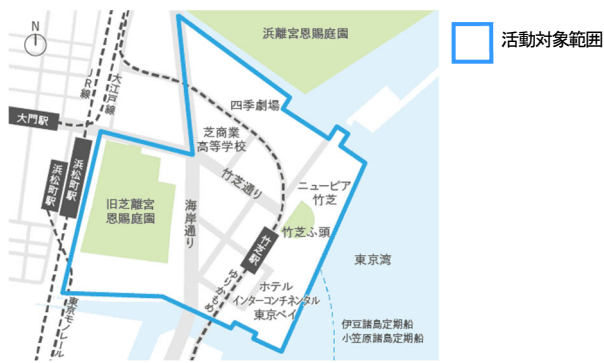 N
浜離宮恩賜庭園
活動対象範囲
JR線
大江戸線
四季劇場
大門駅
芝商業
高等学校
浜松町駅
浜松町駅
竹芝通り
ニューピア
竹芝
旧芝離宮
恩賜庭園
海岸通り
竹芝ふ頭
竹芝駅
東京湾
ゆりかもめ
ホテル
インターコンチネンタル
東京ベイ
東京モノレール
伊豆諸島定期船
小笠原諸島定期船